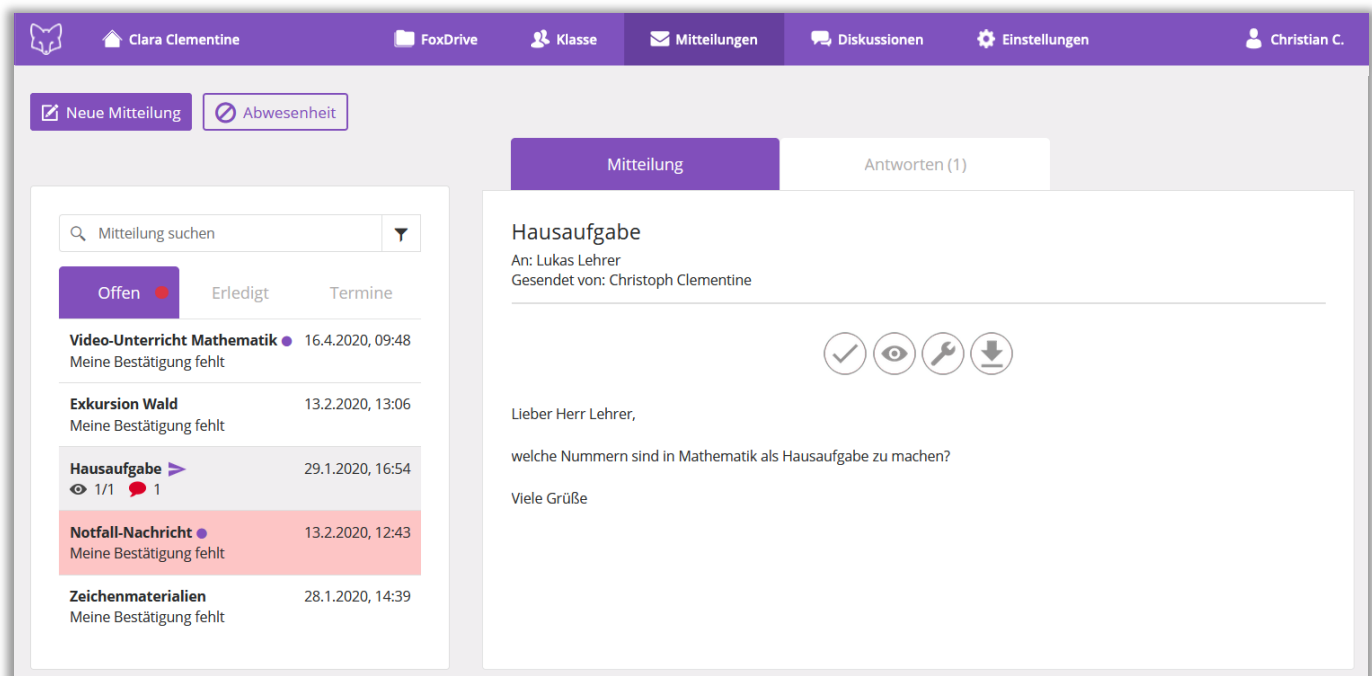 Clara Clementine
FoxDrive
Klasse
Mitteilungen
Diskussionen
Einstellungen
Christian C.
Neue Mitteilung
Abwesenheit
Mitteilung suchen
Offen
Erledigt
Termine
Video-Unterricht Mathematik 16.4.2020, 09:48
Meine Bestätigung fehlt
Exkursion Wald 13.2.2020, 13:06
Meine Bestätigung fehlt
Hausaufgabe 29.1.2020, 16:54
1/1 1
Notfall-Nachricht 13.2.2020, 12:43
Meine Bestätigung fehlt
Zeichenmaterialien 28.1.2020, 14:39
Meine Bestätigung fehlt
Mitteilung
Antworten (1)
Hausaufgabe
An: Lukas Lehrer
Gesendet von: Christoph Clementine
Lieber Herr Lehrer,
welche Nummern sind in Mathematik als Hausaufgabe zu machen?
Viele Grüße